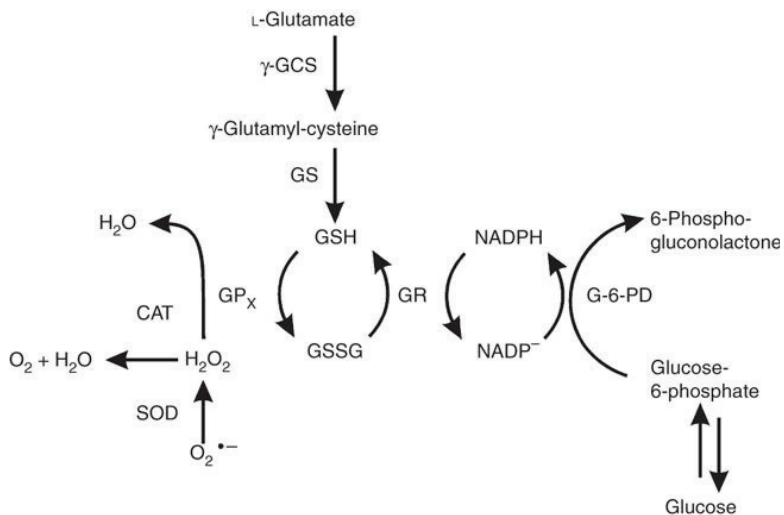 L-Glutamate
γ-GCS
γ-Glutamyl-cysteine
GS
H₂O
GSH
NADPH
6-Phospho-
gluconolactone
CAT
GPX
GR
G-6-PD
O₂ + H₂O
H₂O₂
GSSG
NADP⁻
Glucose-
6-phosphate
SOD
O₂ •−
Glucose